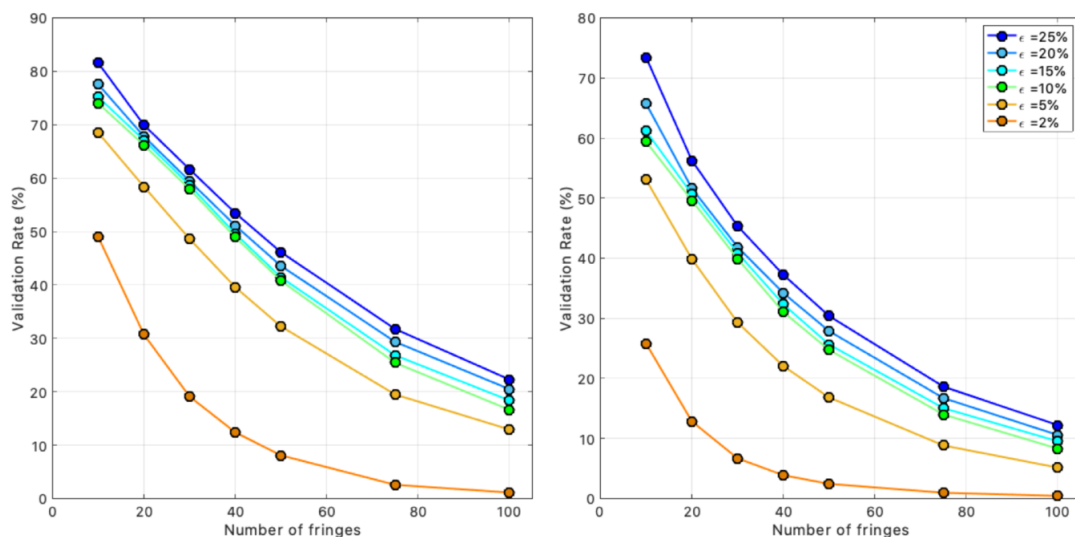 90
80
70
60
50
40
30
20
10
0
Validation Rate (%)
0 20 40 60 80 100
Number of fringes
80
70
60
50
40
30
20
10
0
Validation Rate (%)
0 20 40 60 80 100
Number of fringes
ϵ =25%
ϵ =20%
ϵ =15%
ϵ =10%
ϵ =5%
ϵ =2%